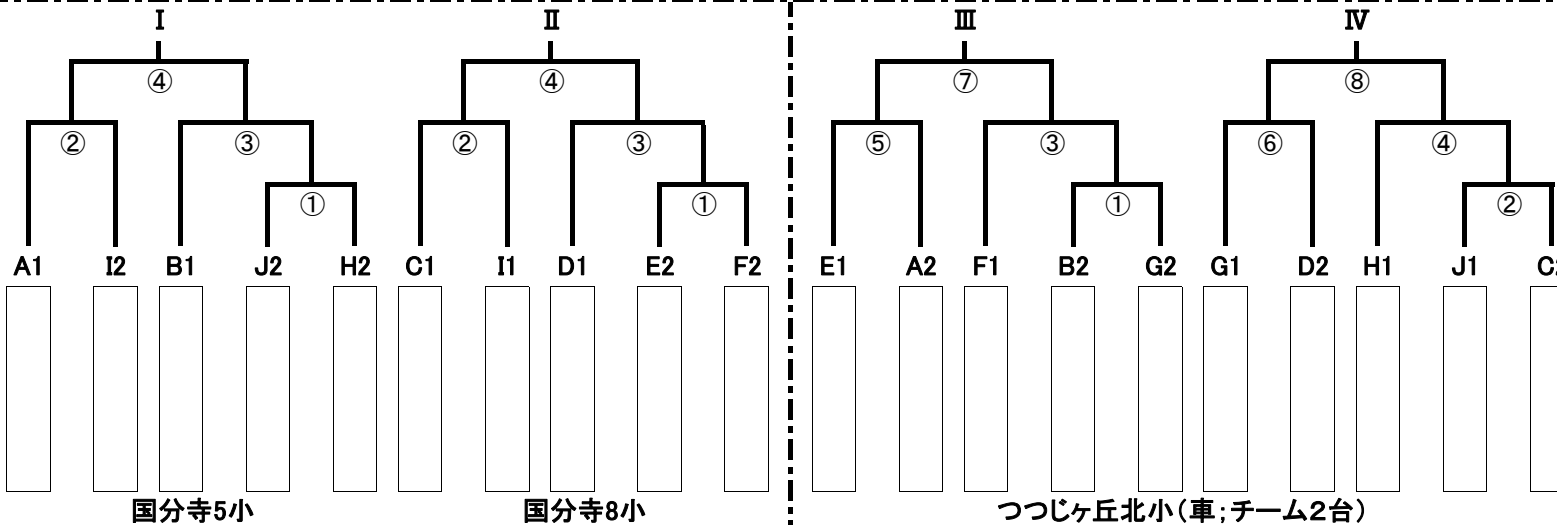 Ⅰ Ⅱ Ⅲ Ⅳ
④ ④ ⑦ ⑧
② ③ ② ③ ⑤ ③ ⑥ ④
① ① ① ②
A1 I2 B1 J2 H2 C1 I1 D1 E2 F2 E1 A2 F1 B2 G2 G1 D2 H1 J1
国分寺5小 国分寺8小 つつじヶ丘北小(車;チーム2台)